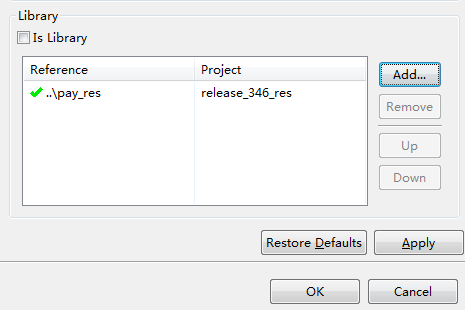 Library
Is Library
Reference Project
..\pay_res release_346_res
Add...
Remove
Up
Down
Restore Defaults Apply
OK Cancel